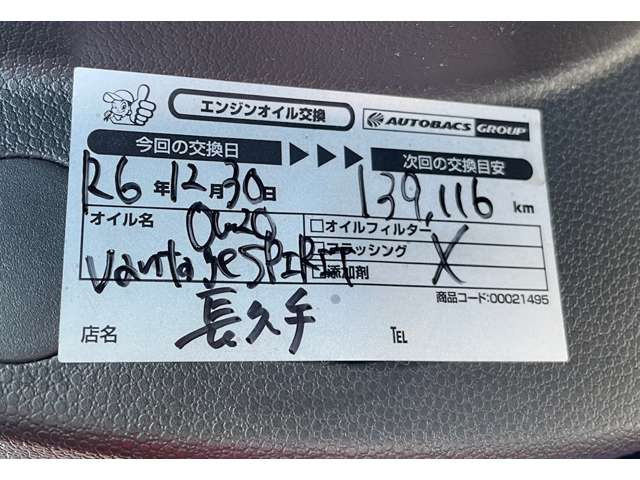 エンジンオイル交換
AUTOBACS GROUP
今回の交換日 次回の交換目安
R6年12月30日 139,116 km
オイル名 0W20 オイルフィルター
Vantage SPIRIT フラッシング X
添加剤
商品コード:00021495
店名 長久手 TEL